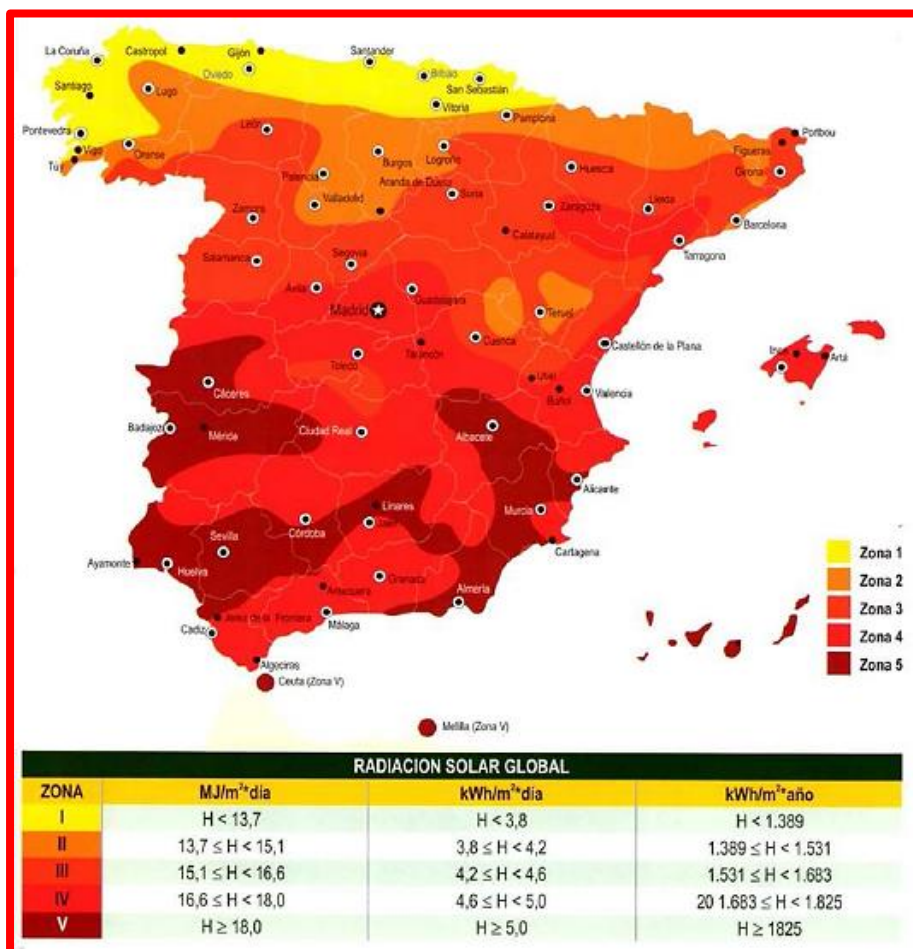 La Coruña
Castropol
Gijón
Santander
Oviedo
Bilbao
San Sebastián
Santiago
Lugo
Vitoria
Pamplona
Pontevedra
León
Portbou
Vigo
Orense
Burgos
Logroño
Figueras
Tuy
Huesca
Girona
Palencia
Aranda de Duero
Soria
Valladolid
Zaragoza
Lleida
Zamora
Barcelona
Calatayud
Tarragona
Salamanca
Segovia
Avila
Guadalajara
Madrid
Teruel
Cuenca
Castellón de la Plana
Toledo
Tarancón
Inca
Artá
Utiel
Cáceres
Buñol
Valencia
Badajoz
Mérida
Ciudad Real
Albacete
Alicante
Linares
Murcia
Córdoba
Sevilla
Cartagena
Ayamonte
Huelva
Granada
Zona 1
Antequera
Almería
Zona 2
Jerez de la Frontera
Málaga
Zona 3
Cadiz
Zona 4
Algeciras
Zona 5
Ceuta (Zona V)
Melilla (Zona V)
RADIACION SOLAR GLOBAL
ZONA MJ/m²*día kWh/m²*día kWh/m²*año
I H < 13,7 H < 3,8 H < 1.389
II 13,7 ≤ H < 15,1 3,8 ≤ H < 4,2 1.389 ≤ H < 1.531
III 15,1 ≤ H < 16,6 4,2 ≤ H < 4,6 1.531 ≤ H < 1.683
IV 16,6 ≤ H < 18,0 4,6 ≤ H < 5,0 20 1.683 ≤ H < 1.825
V H ≥ 18,0 H ≥ 5,0 H ≥ 1825